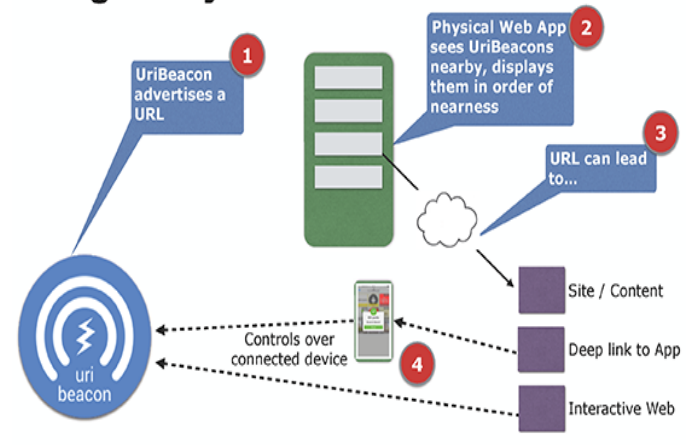 1
UriBeacon
advertises a
URL
2
Physical Web App
sees UriBeacons
nearby, displays
them in order of
nearness
3
URL can lead
to...
Site / Content
Deep link to App
Interactive Web
4
Controls over
connected device
uri
beacon